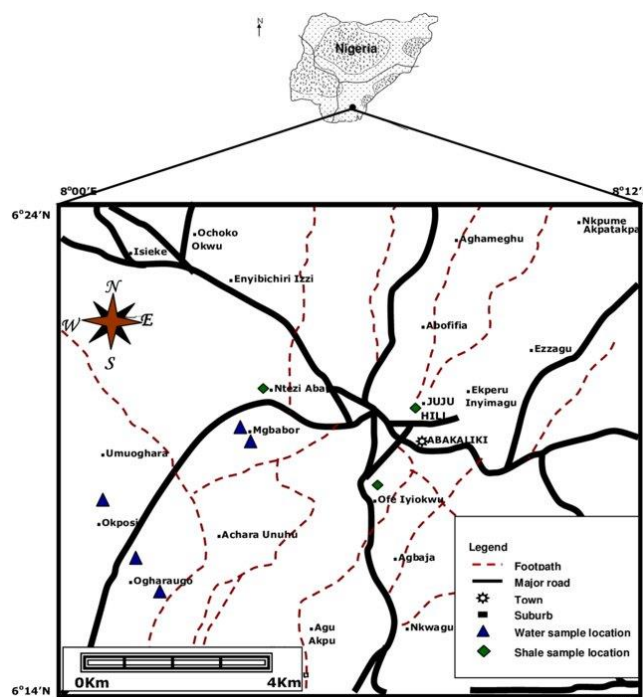 N
Nigeria
8°00'E
8°12'
6°24'N
Nkpume
Akpatakpa
Ochoko
Okwu
Aghameghu
Isieke
Enyibichiri Izzi
N
W E
S
Abofifia
Ezzagu
Ntezi Aba
Ekperu
Inyimagu
JUJU
HILL
Mgbabor
ABAKALIKI
Umuoghara
Ofe Iyiokwu
Okposi
Achara Unuhu
Agbaja
Ogharaugo
Agu
Akpu
Nkwagu
Legend
Footpath
Major road
Town
Suburb
Water sample location
Shale sample location
0Km 4Km
6°14'N